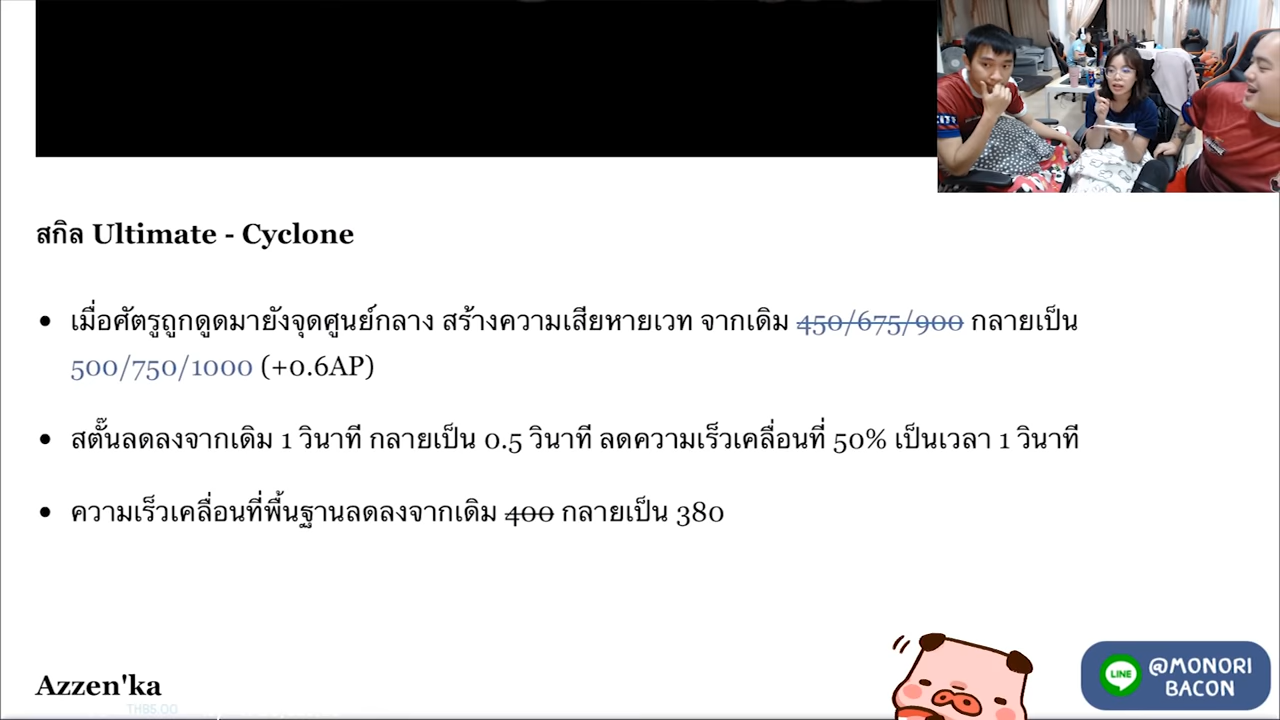 สกิล Ultimate - Cyclone
เมื่อศัตรูถูกดูดมายังจุดศูนย์กลาง สร้างความเสียหายเวท จากเดิม 450/675/900 กลายเป็น
500/750/1000 (+0.6AP)
สตั๊นลดลงจากเดิม 1 วินาที กลายเป็น 0.5 วินาที ลดความเร็วเคลื่อนที่ 50% เป็นเวลา 1 วินาที
ความเร็วเคลื่อนที่พื้นฐานลดลงจากเดิม 400 กลายเป็น 380
Azzen'ka
THB5.00
LINE
@MONORI
BACON